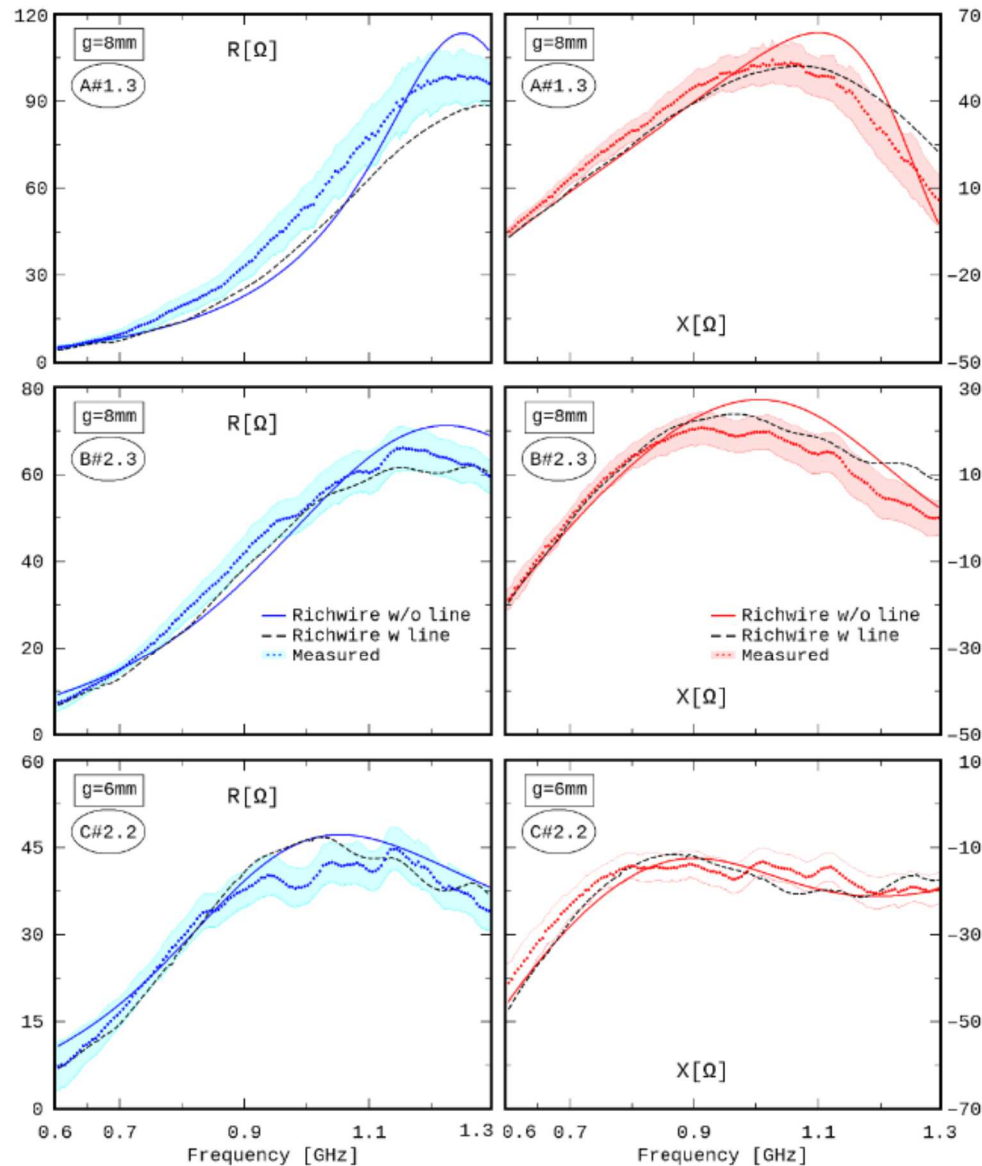 120
90
60
30
0
g=8mm
A#1.3
R[Ω]
g=8mm
A#1.3
X[Ω]
70
40
10
−20
−50
80
60
40
20
0
g=8mm
B#2.3
R[Ω]
Richwire w/o line
Richwire w line
Measured
g=8mm
B#2.3
Richwire w/o line
Richwire w line
Measured
X[Ω]
30
10
−10
−30
−50
60
45
30
15
0
g=6mm
C#2.2
R[Ω]
g=6mm
C#2.2
X[Ω]
10
−10
−30
−50
−70
0.6 0.7 0.9 1.1 1.3
Frequency [GHz]
0.6 0.7 0.9 1.1 1.3
Frequency [GHz]